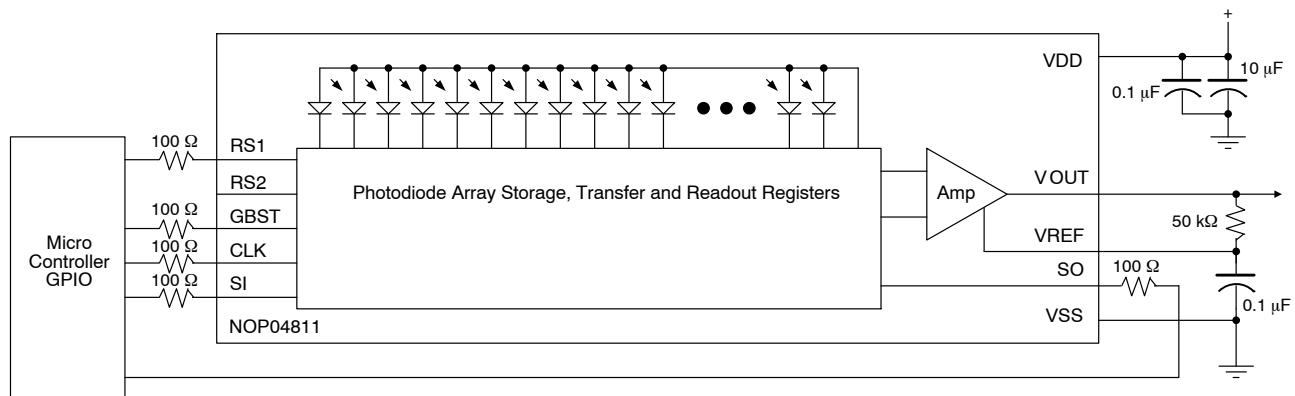 +
VDD
10 μF
0.1 μF
100 Ω
RS1
RS2
Photodiode Array Storage, Transfer and Readout Registers
Amp
VOUT
100 Ω
GBST
50 kΩ
Micro
Controller
GPIO
100 Ω
CLK
VREF
100 Ω
SI
SO
100 Ω
0.1 μF
NOP04811
VSS